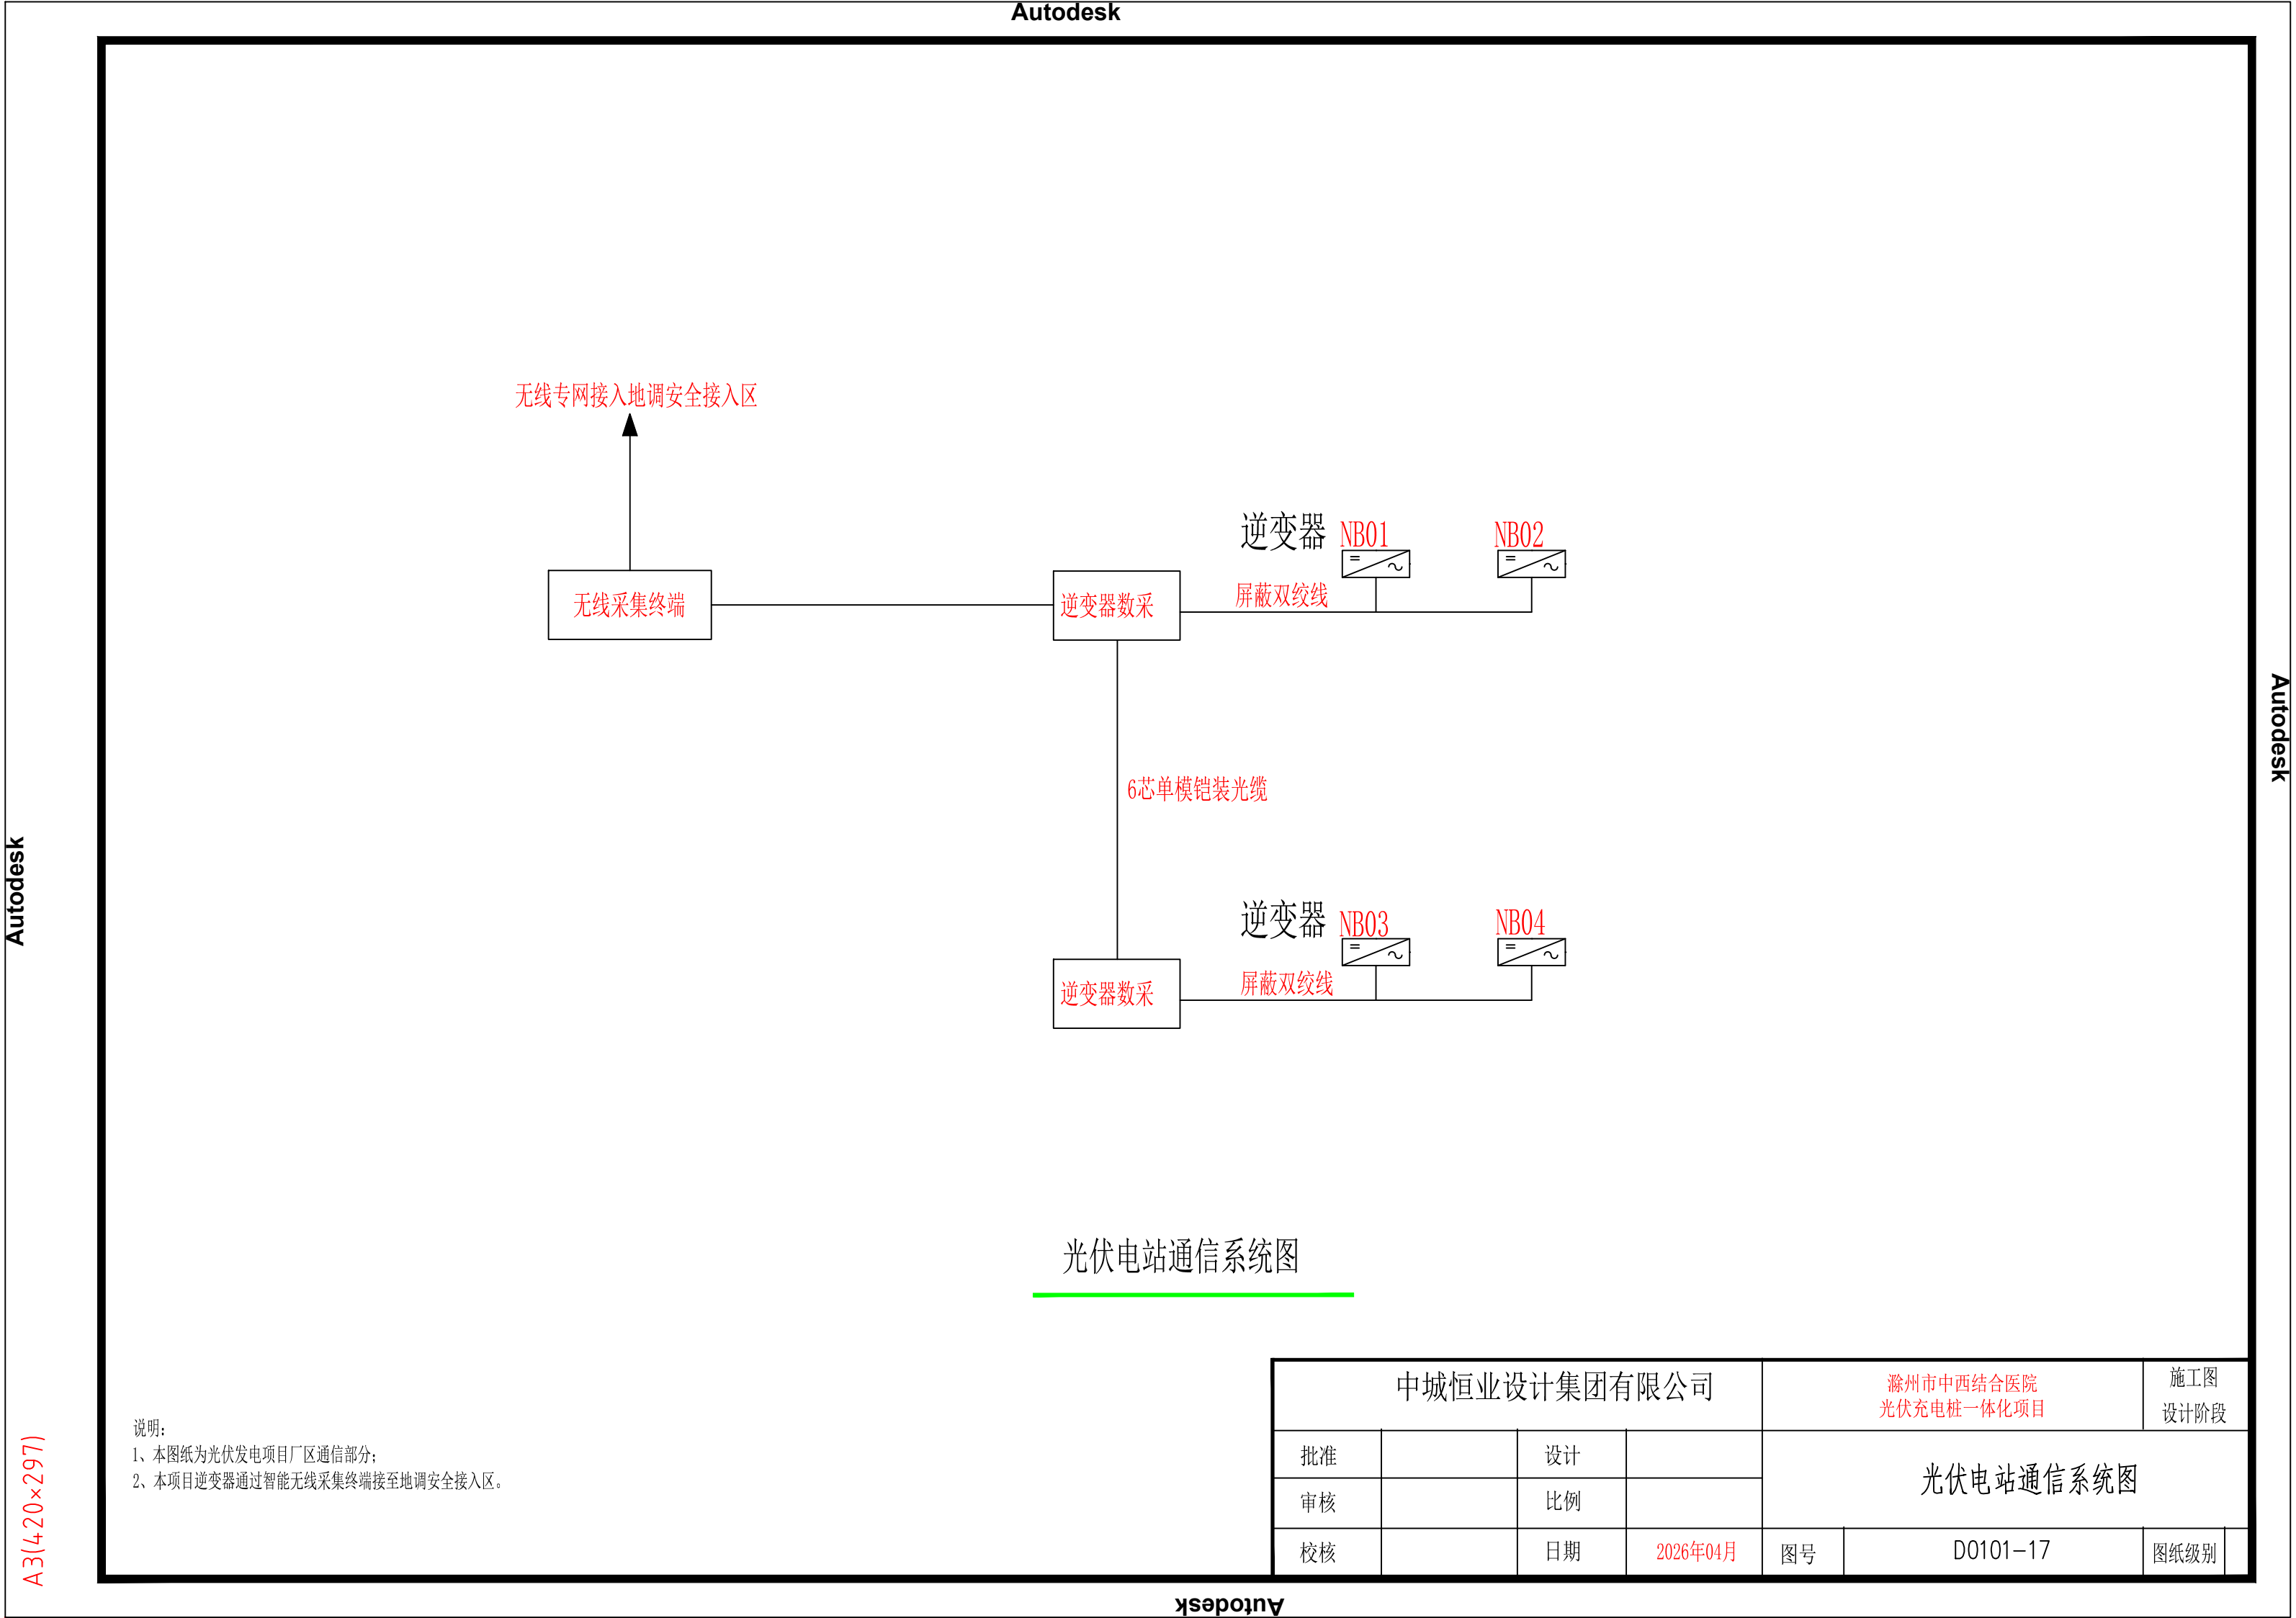 Autodesk
无线专网接入地调安全接入区
逆变器 NB01 NB02
无线采集终端
逆变器数采
屏蔽双绞线
6芯单模铠装光缆
逆变器 NB03 NB04
逆变器数采
屏蔽双绞线
Autodesk
Autodesk
光伏电站通信系统图
说明:
1、本图纸为光伏发电项目厂区通信部分;
2、本项目逆变器通过智能无线采集终端接至地调安全接入区。
A3(420×297)
中城恒业设计集团有限公司
滁州市中西结合医院
光伏充电桩一体化项目
施工图
设计阶段
批准 设计
光伏电站通信系统图
审核 比例
校核 日期 2026年04月 图号 D0101-17 图纸级别
Autodesk